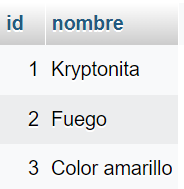 id nombre
1 Kryptonita
2 Fuego
3 Color amarillo